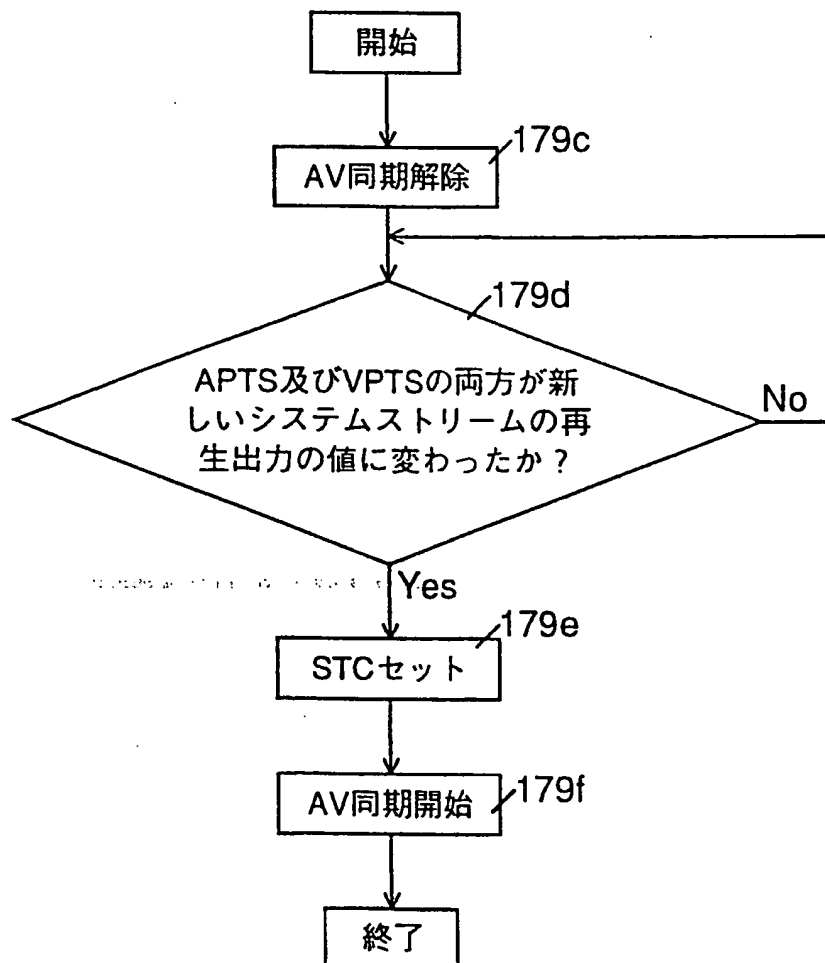 開始
179c
AV同期解除
179d
APTS及びVPTSの両方が新
しいシステムストリームの再
生出力の値に変わったか?
No
Yes
179e
STCセット
179f
AV同期開始
終了